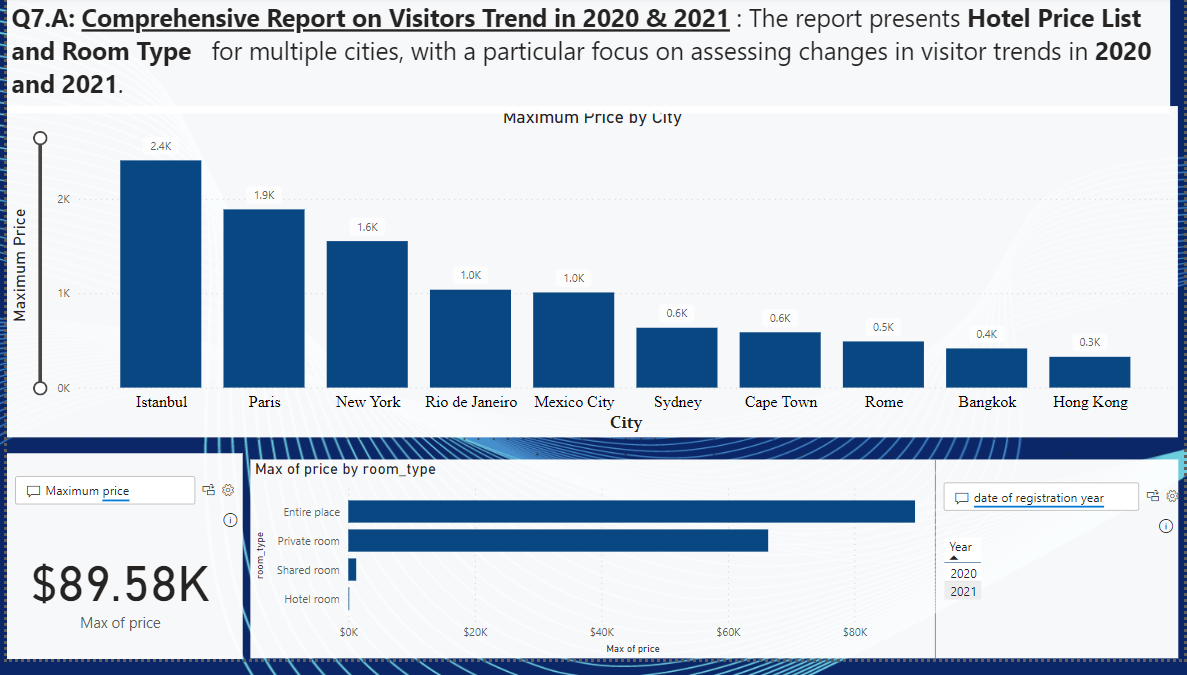 Q7.A: Comprehensive Report on Visitors Trend in 2020 & 2021 : The report presents Hotel Price List
and Room Type for multiple cities, with a particular focus on assessing changes in visitor trends in 2020
and 2021.
Maximum Price by City
Maximum Price
2K
1K
0K
2.4K
1.9K
1.6K
1.0K
1.0K
0.6K
0.6K
0.5K
0.4K
0.3K
Istanbul
Paris
New York
Rio de Janeiro
Mexico City
Sydney
Cape Town
Rome
Bangkok
Hong Kong
City
Maximum price
$89.58K
Max of price
Max of price by room_type
room_type
Entire place
Private room
Shared room
Hotel room
$0K
$20K
$40K
$60K
$80K
Max of price
date of registration year
Year
2020
2021